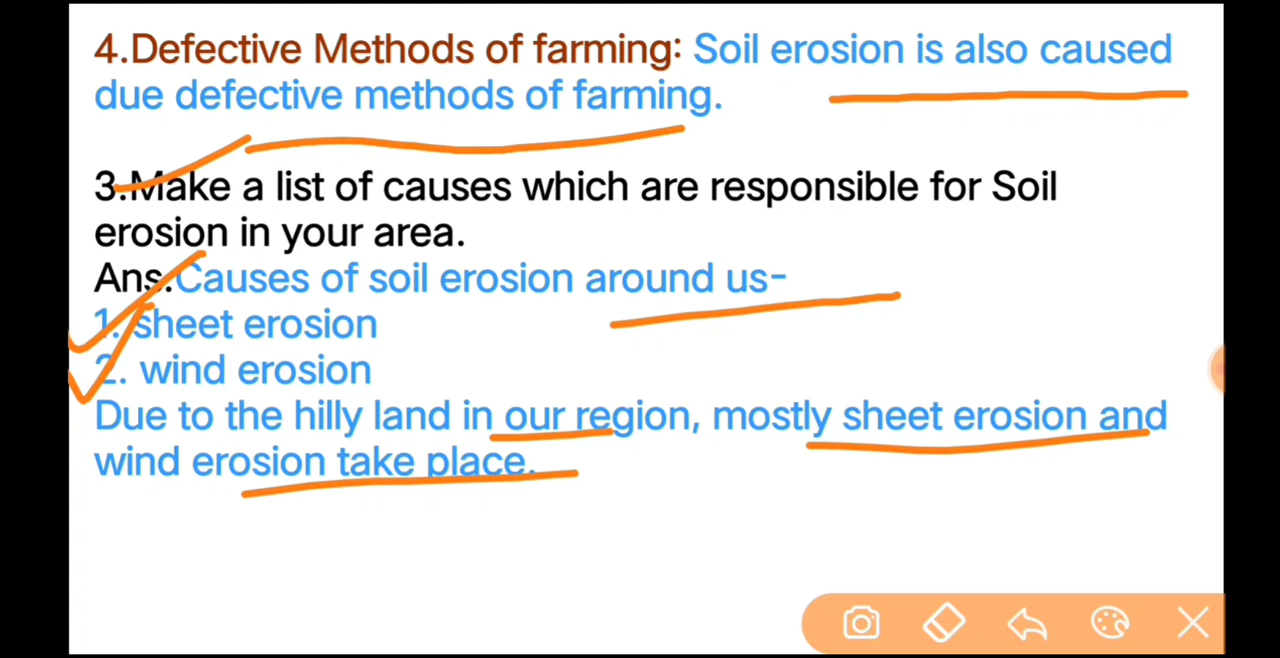 4.Defective Methods of farming: Soil erosion is also caused
due defective methods of farming.
3.Make a list of causes which are responsible for Soil
erosion in your area.
Ans.Causes of soil erosion around us-
1. sheet erosion
2. wind erosion
Due to the hilly land in our region, mostly sheet erosion and
wind erosion take place.